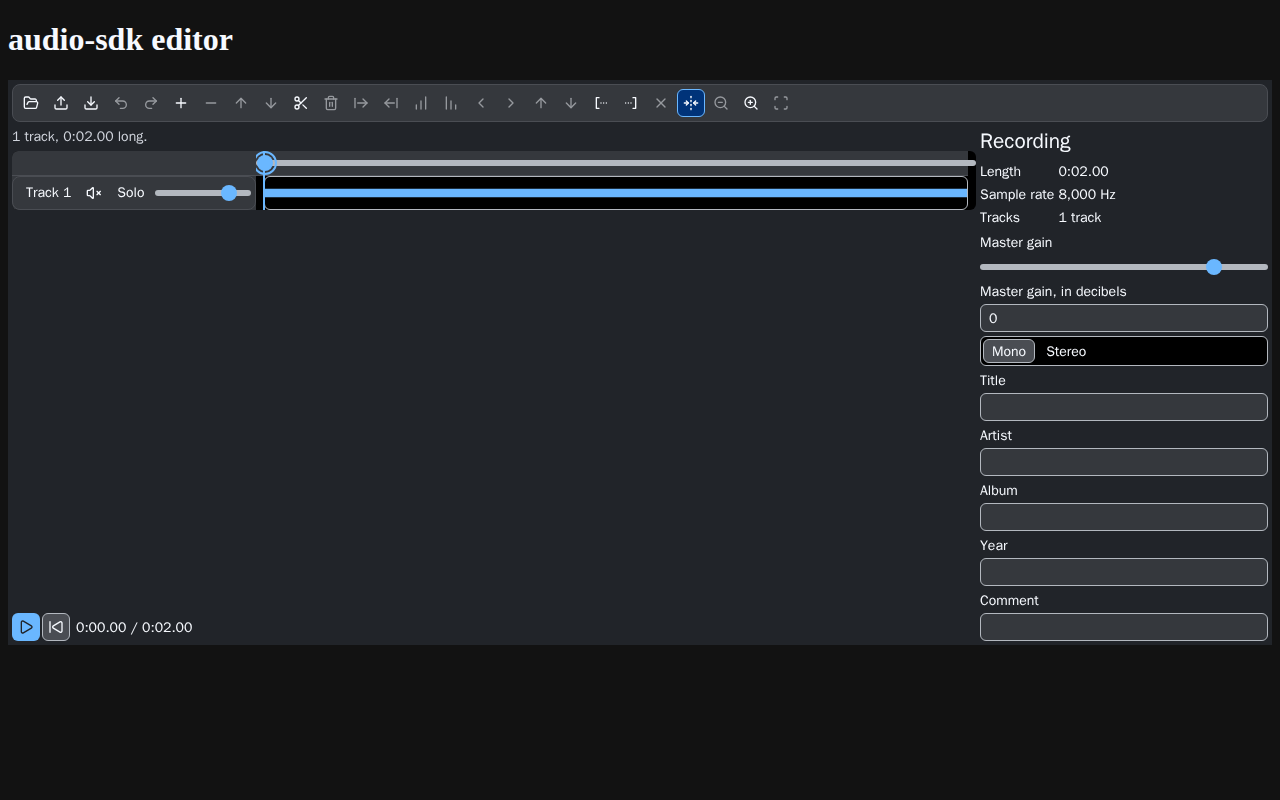 audio-sdk editor
1 track, 0:02.00 long.
Track 1 Solo
0:00.00 / 0:02.00
Recording
Length 0:02.00
Sample rate 8,000 Hz
Tracks 1 track
Master gain
Master gain, in decibels
0
Mono Stereo
Title
Artist
Album
Year
Comment